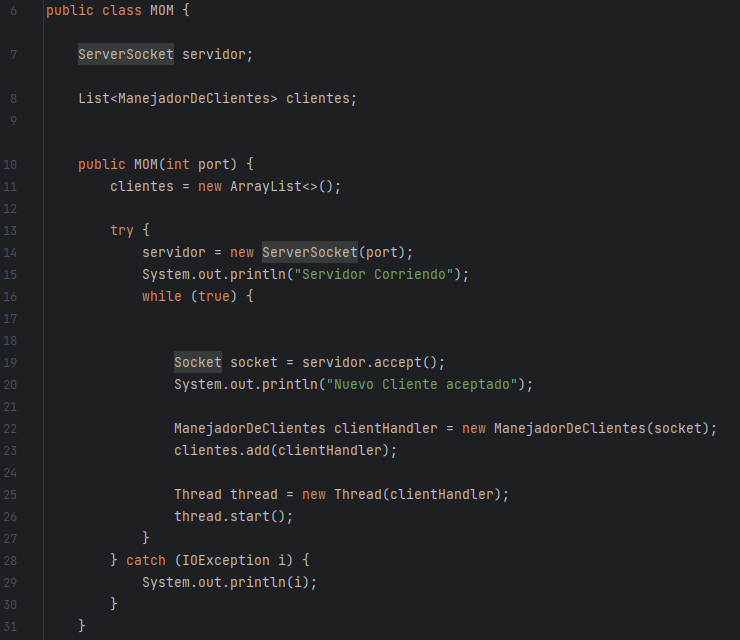 6 public class MOM {
7 ServerSocket servidor;
8 List<ManejadorDeClientes> clientes;
9
10 public MOM(int port) {
11 clientes = new ArrayList<>();
12
13 try {
14 servidor = new ServerSocket(port);
15 System.out.println("Servidor Corriendo");
16 while (true) {
17
18
19 Socket socket = servidor.accept();
20 System.out.println("Nuevo Cliente aceptado");
21
22 ManejadorDeClientes clientHandler = new ManejadorDeClientes(socket);
23 clientes.add(clientHandler);
24
25 Thread thread = new Thread(clientHandler);
26 thread.start();
27 }
28 } catch (IOException i) {
29 System.out.println(i);
30 }
31 }